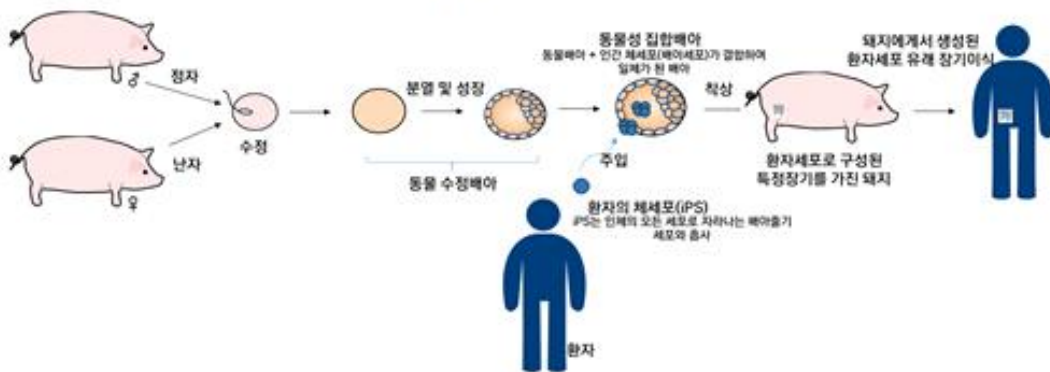 정자
♂
난자
♀
수정
분열 및 성장
동물 수정배아
동물성 집합배아
동물배아 + 인간 체세포(배아세포)가 결합하여
일체가 된 배아
주입
환자의 체세포(iPS)
iPS는 인체의 모든 세포로 자라나는 배아줄기
세포와 흡사
환자
착상
환자세포로 구성된
특정장기를 가진 돼지
돼지에게서 생성된
환자세포 유래 장기이식